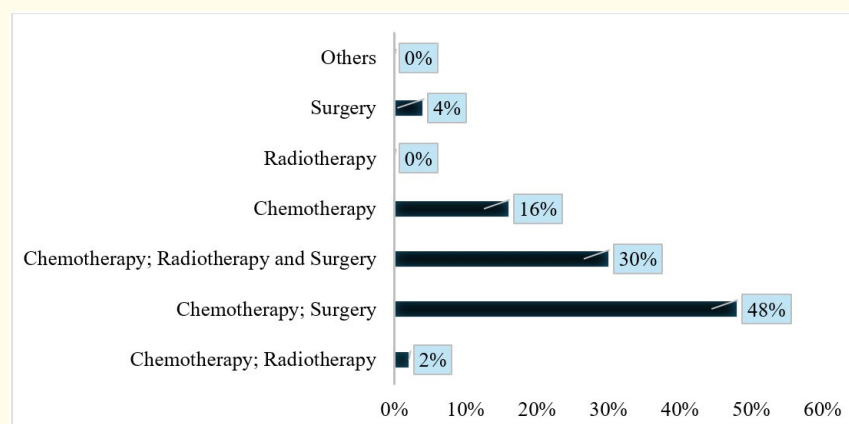 Others 0%
Surgery 4%
Radiotherapy 0%
Chemotherapy 16%
Chemotherapy; Radiotherapy and Surgery 30%
Chemotherapy; Surgery 48%
Chemotherapy; Radiotherapy 2%
0% 10% 20% 30% 40% 50% 60%